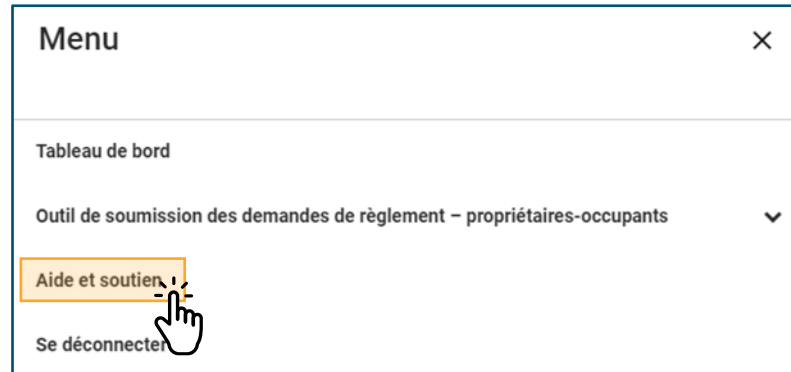 Menu
Tableau de bord
Outil de soumission des demandes de règlement – propriétaires-occupants
Aide et soutien
Se déconnecter